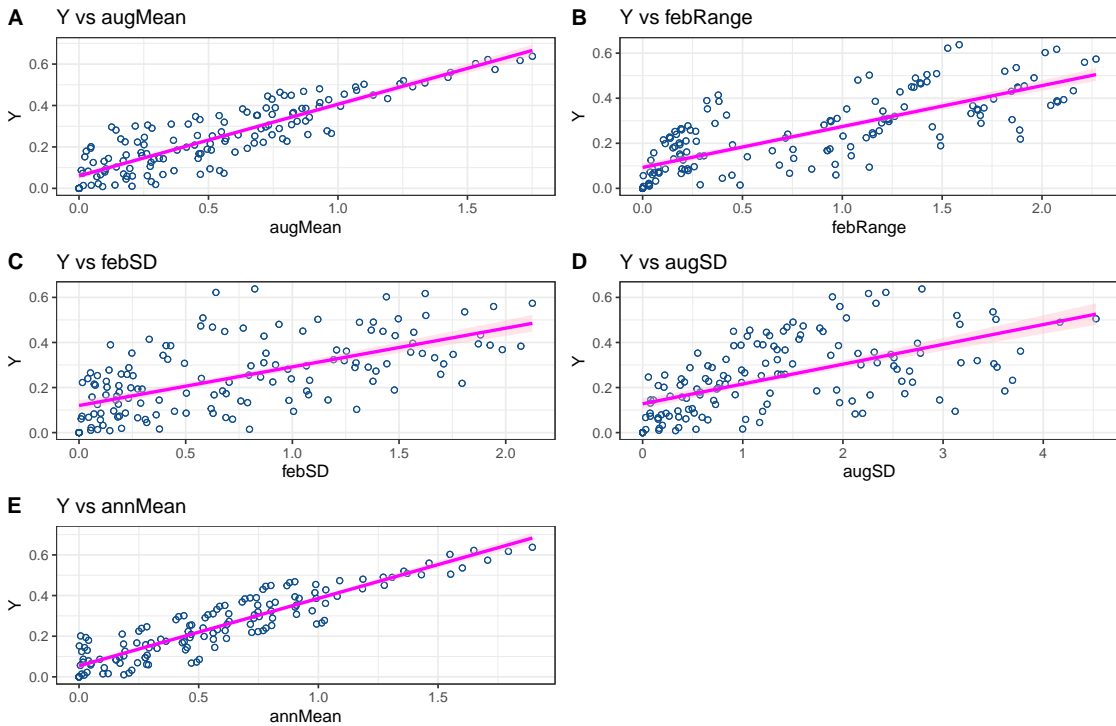 A
Y vs augMean
0.6
0.4
0.2
0.0
Y
0.0 0.5 1.0 1.5
augMean
B
Y vs febRange
0.6
0.4
0.2
0.0
Y
0.0 0.5 1.0 1.5 2.0
febRange
C
Y vs febSD
0.6
0.4
0.2
0.0
Y
0.0 0.5 1.0 1.5 2.0
febSD
D
Y vs augSD
0.6
0.4
0.2
0.0
Y
0 1 2 3 4
augSD
E
Y vs annMean
0.6
0.4
0.2
0.0
Y
0.0 0.5 1.0 1.5
annMean